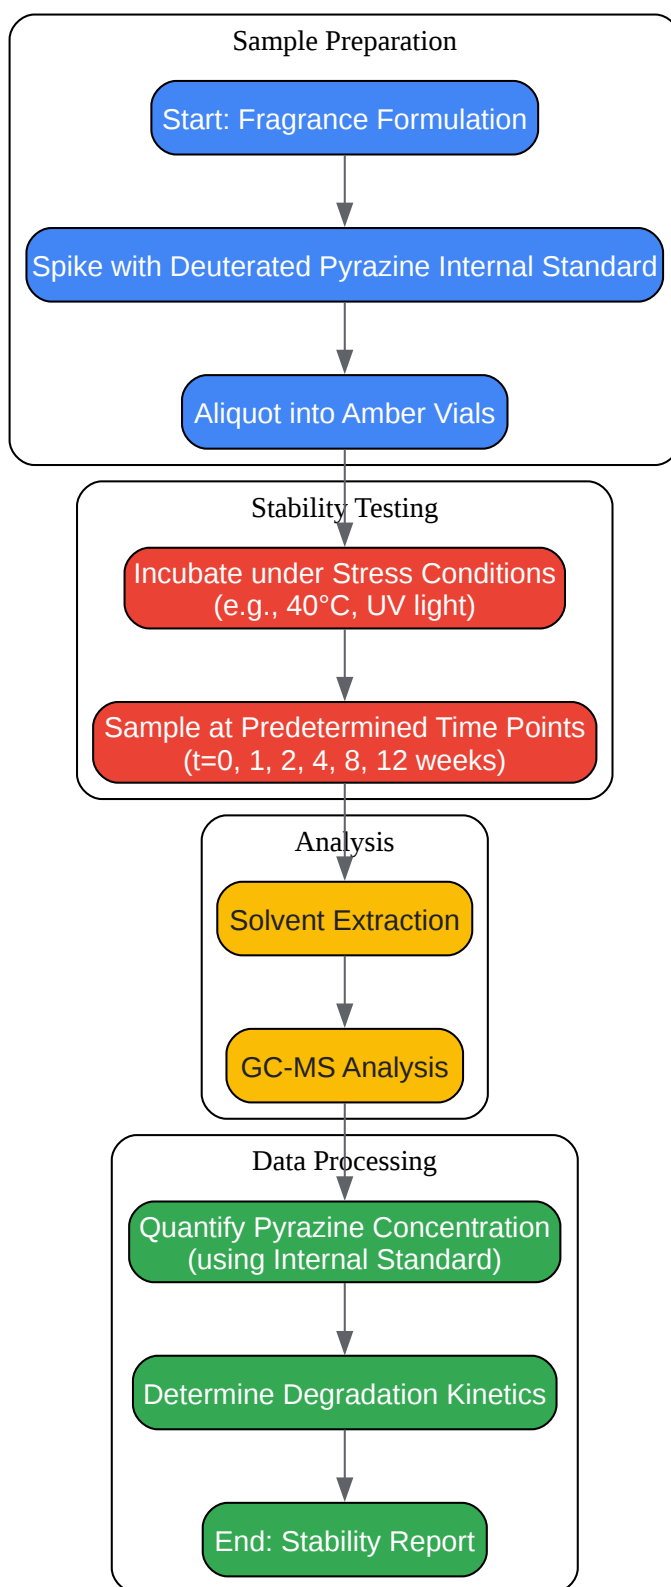 Sample Preparation
Start: Fragrance Formulation
Spike with Deuterated Pyrazine Internal Standard
Aliquot into Amber Vials
Stability Testing
Incubate under Stress Conditions
(e.g., 40°C, UV light)
Sample at Predetermined Time Points
(t=0, 1, 2, 4, 8, 12 weeks)
Analysis
Solvent Extraction
GC-MS Analysis
Data Processing
Quantify Pyrazine Concentration
(using Internal Standard)
Determine Degradation Kinetics
End: Stability Report